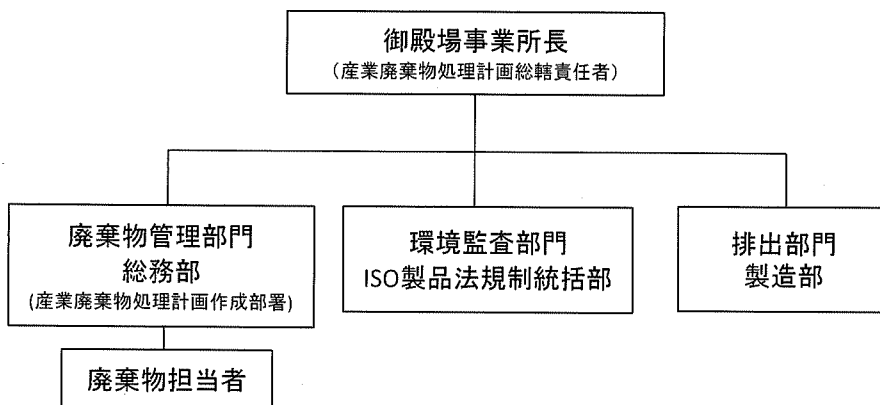 御殿場事業所長
（産業廃棄物処理計画総轄責任者）
廃棄物管理部門
総務部
(産業廃棄物処理計画作成部署)
環境監査部門
ISO製品法規制統括部
排出部門
製造部
廃棄物担当者